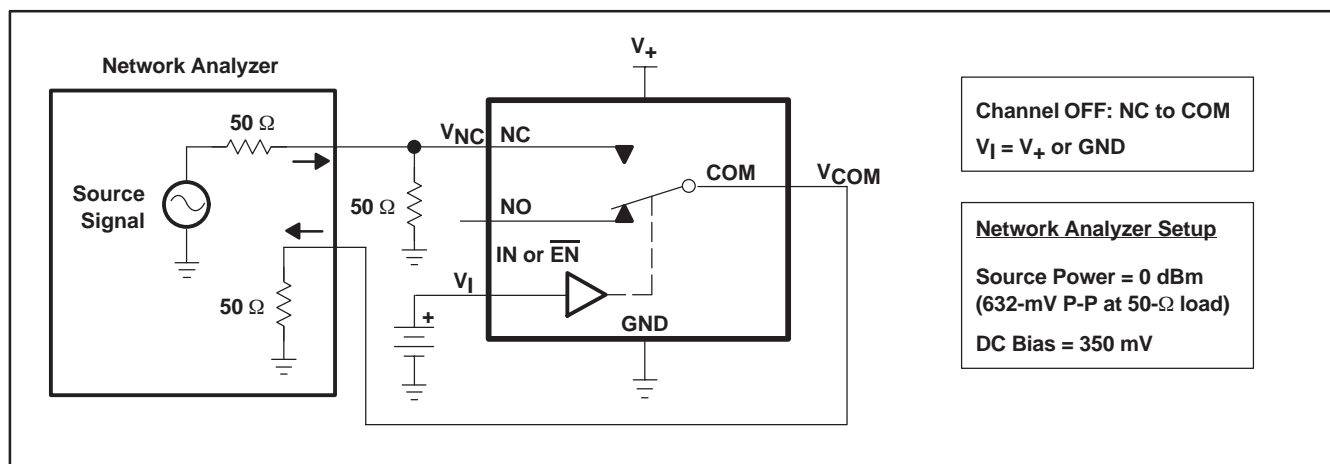 V+
Network Analyzer
50 Ω
Source
Signal
50 Ω
50 Ω
VNC
NC
NO
COM
VCOM
IN or E̅N̅
VI
+
GND
Channel OFF: NC to COM
VI = V+ or GND
Network Analyzer Setup
Source Power = 0 dBm
(632-mV P-P at 50-Ω load)
DC Bias = 350 mV